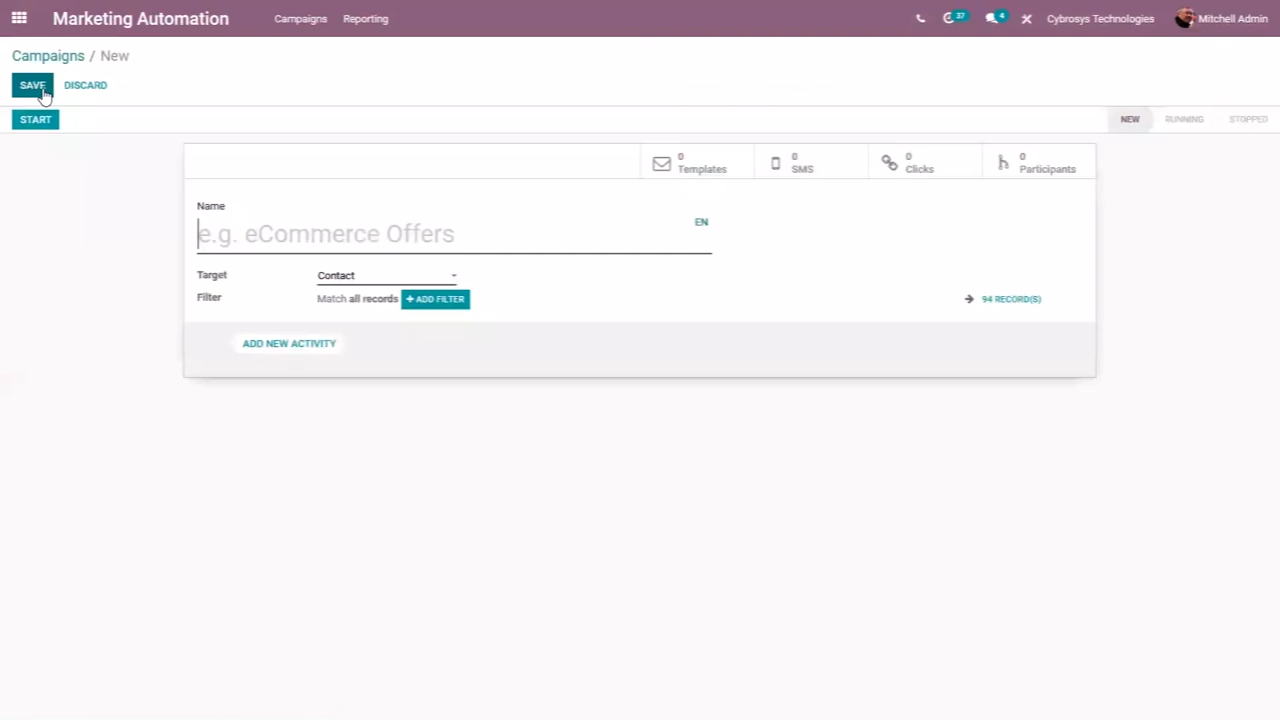 Marketing Automation Campaigns Reporting 37 4 Cybrosys Technologies Mitchell Admin
Campaigns / New
SAVE DISCARD
START NEW RUNNING STOPPED
0 Templates
0 SMS
0 Clicks
0 Participants
Name
e.g. eCommerce Offers EN
Target Contact
Filter Match all records + ADD FILTER 94 RECORD(S)
ADD NEW ACTIVITY